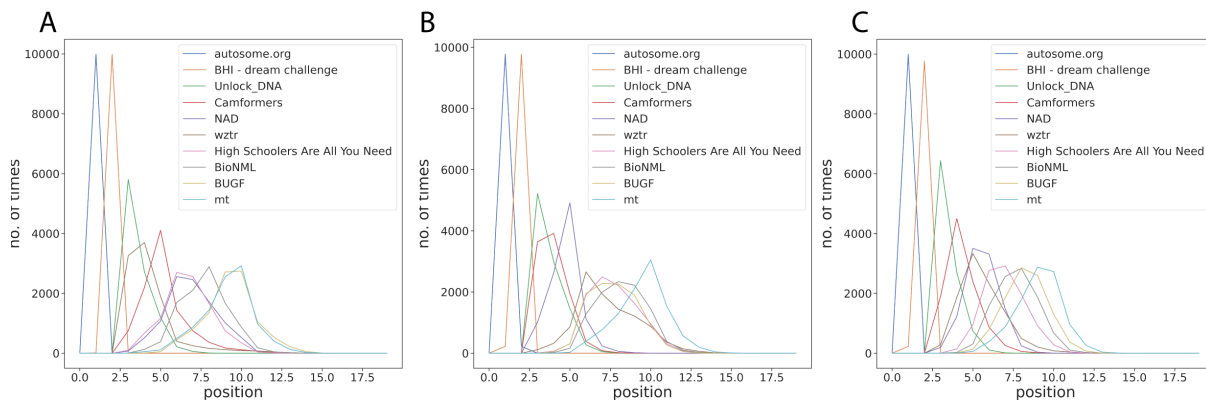 A
no. of times
10000
8000
6000
4000
2000
0
autosome.org
BHI - dream challenge
Unlock_DNA
Camformers
NAD
wztr
High Schoolers Are All You Need
BioNML
BUGF
mt
0.0 2.5 5.0 7.5 10.0 12.5 15.0 17.5
position
B
no. of times
10000
8000
6000
4000
2000
0
autosome.org
BHI - dream challenge
Unlock_DNA
Camformers
NAD
wztr
High Schoolers Are All You Need
BioNML
BUGF
mt
0.0 2.5 5.0 7.5 10.0 12.5 15.0 17.5
position
C
no. of times
10000
8000
6000
4000
2000
0
autosome.org
BHI - dream challenge
Unlock_DNA
Camformers
NAD
wztr
High Schoolers Are All You Need
BioNML
BUGF
mt
0.0 2.5 5.0 7.5 10.0 12.5 15.0 17.5
position